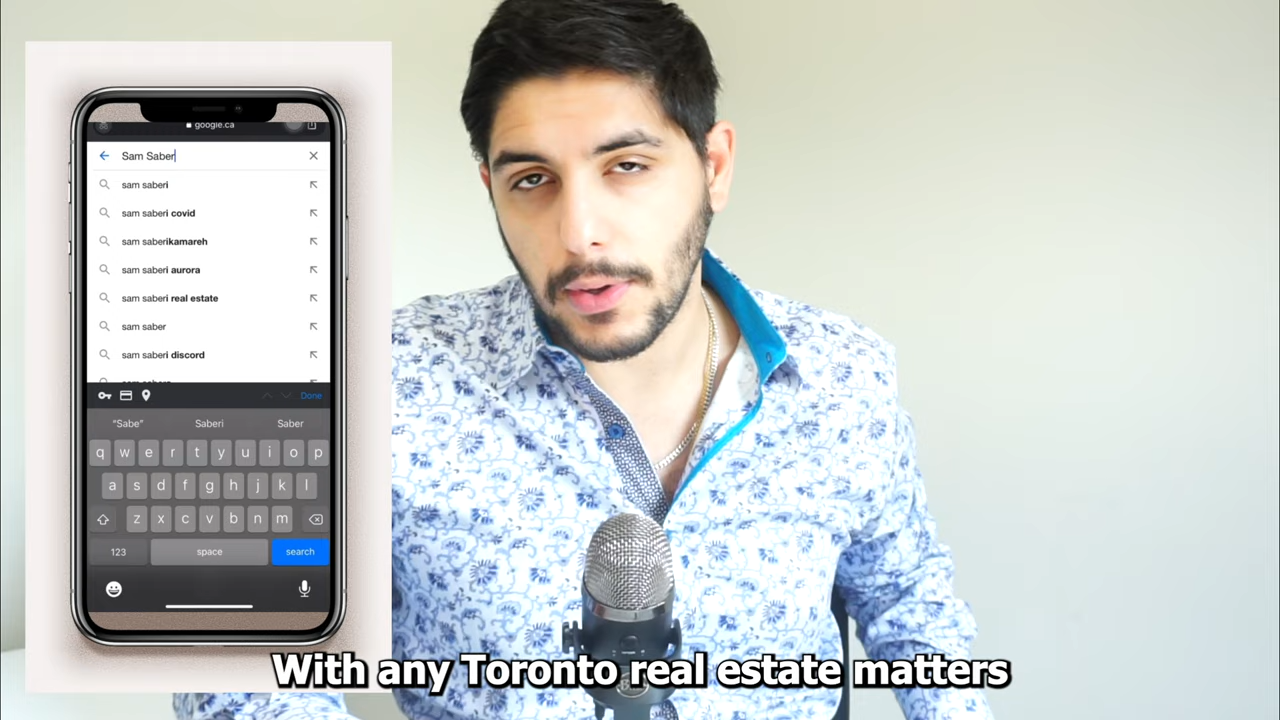 google.ca
Sam Saber
sam saberi
sam saberi covid
sam saberikamareh
sam saberi aurora
sam saberi real estate
sam saber
sam saberi discord
Done
"Sabe" Saberi Saber
q w e r t y u i o p
a s d f g h j k l
z x c v b n m
123 space search
With any Toronto real estate matters